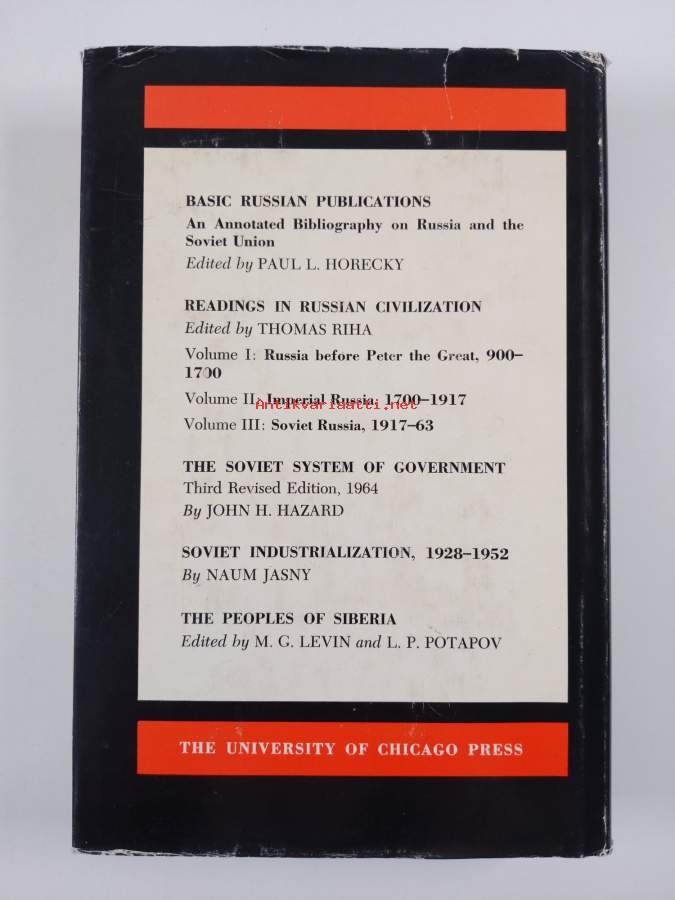 BASIC RUSSIAN PUBLICATIONS
An Annotated Bibliography on Russia and the
Soviet Union
Edited by PAUL L. HORECKY
READINGS IN RUSSIAN CIVILIZATION
Edited by THOMAS RIHA
Volume I: Russia before Peter the Great, 900–
1700
Volume II: Imperial Russia, 1700–1917
Antikvariaatti.net
Volume III: Soviet Russia, 1917–63
THE SOVIET SYSTEM OF GOVERNMENT
Third Revised Edition, 1964
By JOHN H. HAZARD
SOVIET INDUSTRIALIZATION, 1928–1952
By NAUM JASNY
THE PEOPLES OF SIBERIA
Edited by M. G. LEVIN and L. P. POTAPOV
THE UNIVERSITY OF CHICAGO PRESS